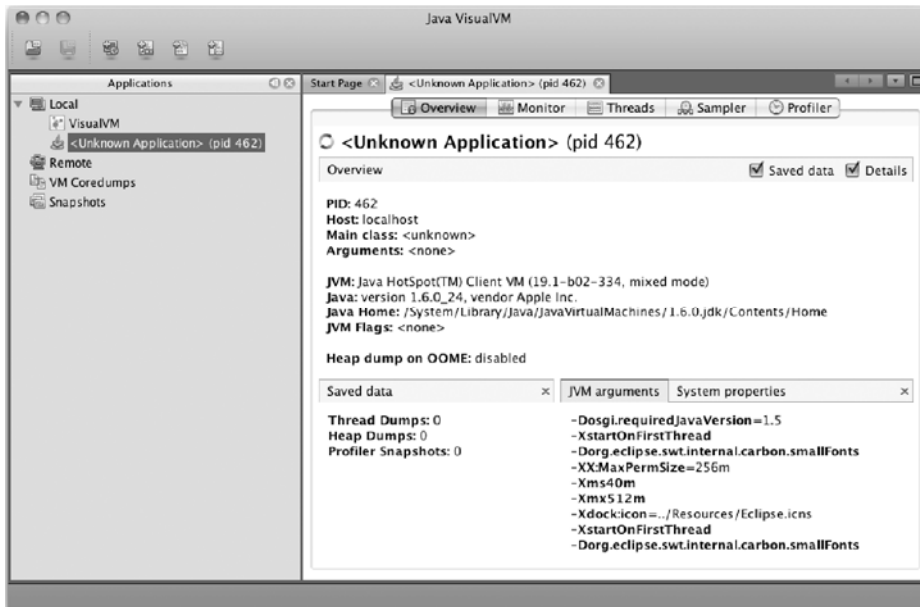 Java VisualVM
Applications
Local
VisualVM
<Unknown Application> (pid 462)
Remote
VM Coredumps
Snapshots
Start Page
<Unknown Application> (pid 462)
Overview
Monitor
Threads
Sampler
Profiler
<Unknown Application> (pid 462)
Overview
Saved data
Details
PID: 462
Host: localhost
Main class: <unknown>
Arguments: <none>
JVM: Java HotSpot(TM) Client VM (19.1-b02-334, mixed mode)
Java: version 1.6.0_24, vendor Apple Inc.
Java Home: /System/Library/Java/JavaVirtualMachines/1.6.0.jdk/Contents/Home
JVM Flags: <none>
Heap dump on OOME: disabled
Saved data
Thread Dumps: 0
Heap Dumps: 0
Profiler Snapshots: 0
JVM arguments
System properties
-Dosgi.requiredJavaVersion=1.5
-XstartOnFirstThread
-Dorg.eclipse.swt.internal.carbon.smallFonts
-XX:MaxPermSize=256m
-Xms40m
-Xmx512m
-Xdock:icon=../Resources/Eclipse.icns
-XstartOnFirstThread
-Dorg.eclipse.swt.internal.carbon.smallFonts